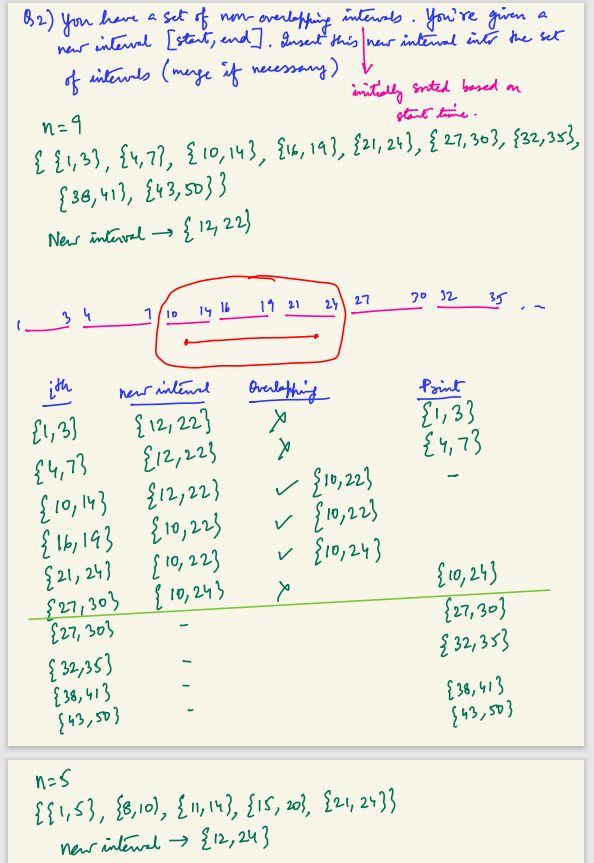 Q2) You have a set of non-overlapping intervals. You're given a
new interval [start, end]. Insert this new interval into the set
of intervals (merge if necessary)
initially sorted based on
start time.
n=9
{ {1,3}, {4,7}, {10,14}, {16,19}, {21,24}, {27,30}, {32,35},
{38,41}, {43,50}}
New interval → {12,22}
1 3 4 7 10 14 16 19 21 24 27 30 32 35 . ~
ith new interval Overlapping Print
{1,3} {12,22} ✗ {1,3}
{4,7} {12,22} ✗ {4,7}
{10,14} {12,22} ✓ {10,22} -
{16,19} {10,22} ✓ {10,22}
{21,24} {10,22} ✓ {10,24}
{27,30} {10,24} ✗ {10,24}
{27,30} - {27,30}
{32,35} - {32,35}
{38,41} - {38,41}
{43,50} - {43,50}
n=5
{{1,5}, {8,10}, {11,14}, {15,20}, {21,24}}
new interval → {12,24}